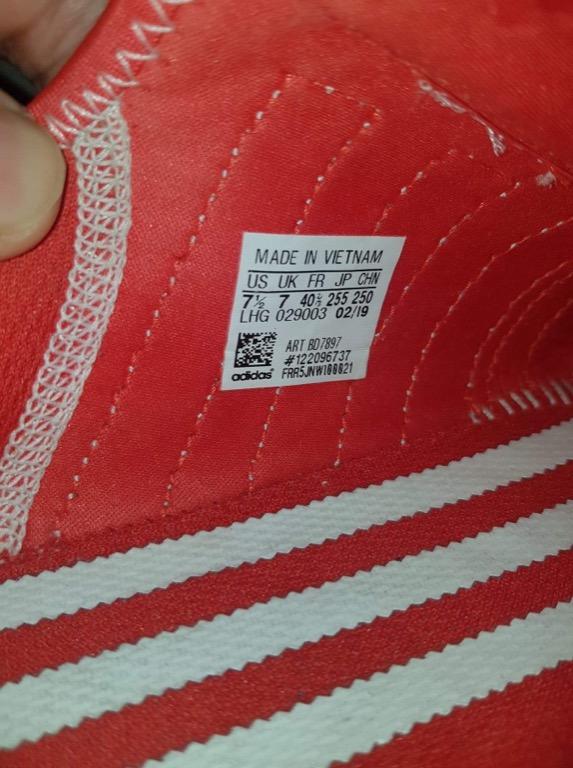 MADE IN VIETNAM
US UK FR JP CHN
7½ 7 40⅔ 255 250
LHG 029003 02/19
ART BD7897
#122096737
adidas